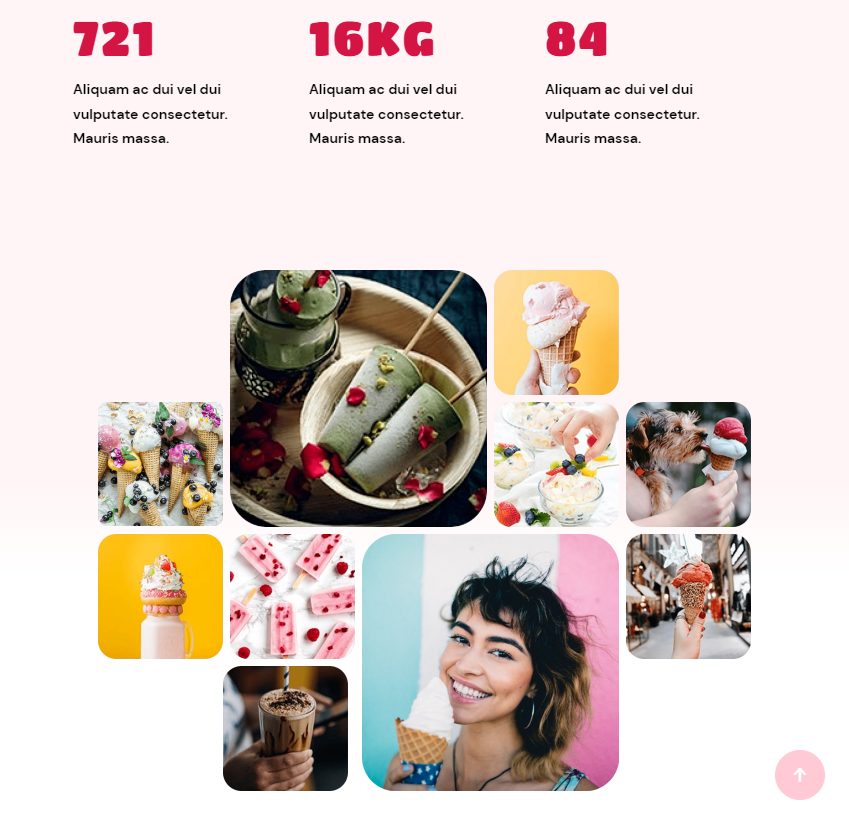 721
16KG
84
Aliquam ac dui vel dui
vulputate consectetur.
Mauris massa.
Aliquam ac dui vel dui
vulputate consectetur.
Mauris massa.
Aliquam ac dui vel dui
vulputate consectetur.
Mauris massa.